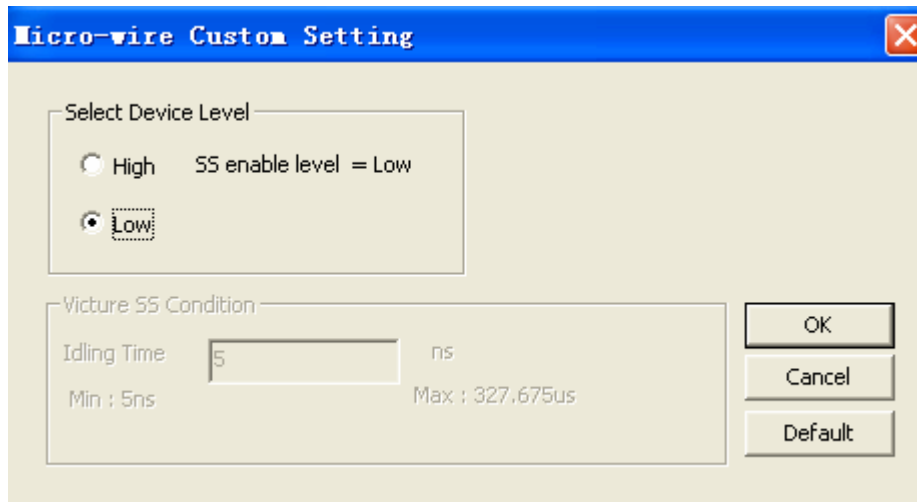 Micro-wire Custom Setting
Select Device Level
High SS enable level = Low
Low
Victure SS Condition
Idling Time 5 ns
Min : 5ns Max : 327.675us
OK
Cancel
Default